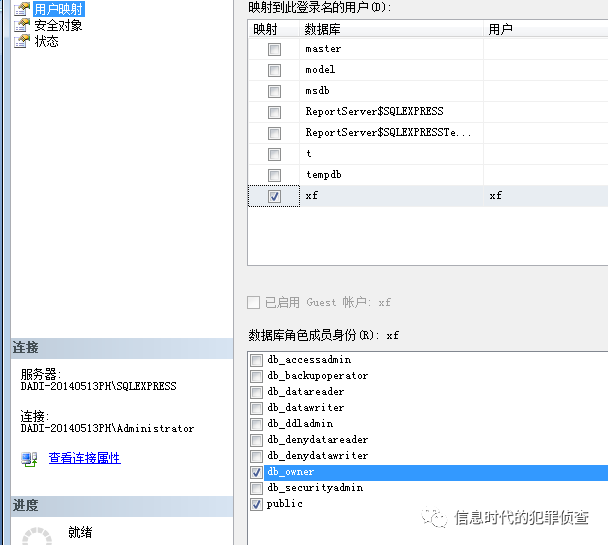 用户映射
安全对象
状态
映射到此登录名的用户(D):
映射 数据库 用户
master
model
msdb
ReportServer$SQLEXPRESS
ReportServer$SQLEXPRESSTe...
t
tempdb
xf xf
已启用 Guest 帐户: xf
数据库角色成员身份(R): xf
db_accessadmin
db_backupoperator
db_datareader
db_datawriter
db_ddladmin
db_denydatareader
db_denydatawriter
db_owner
db_securityadmin
public
连接
服务器:
DADI-20140513PH\SQLEXPRESS
连接:
DADI-20140513PH\Administrator
查看连接属性
进度
就绪
信息时代的犯罪侦查